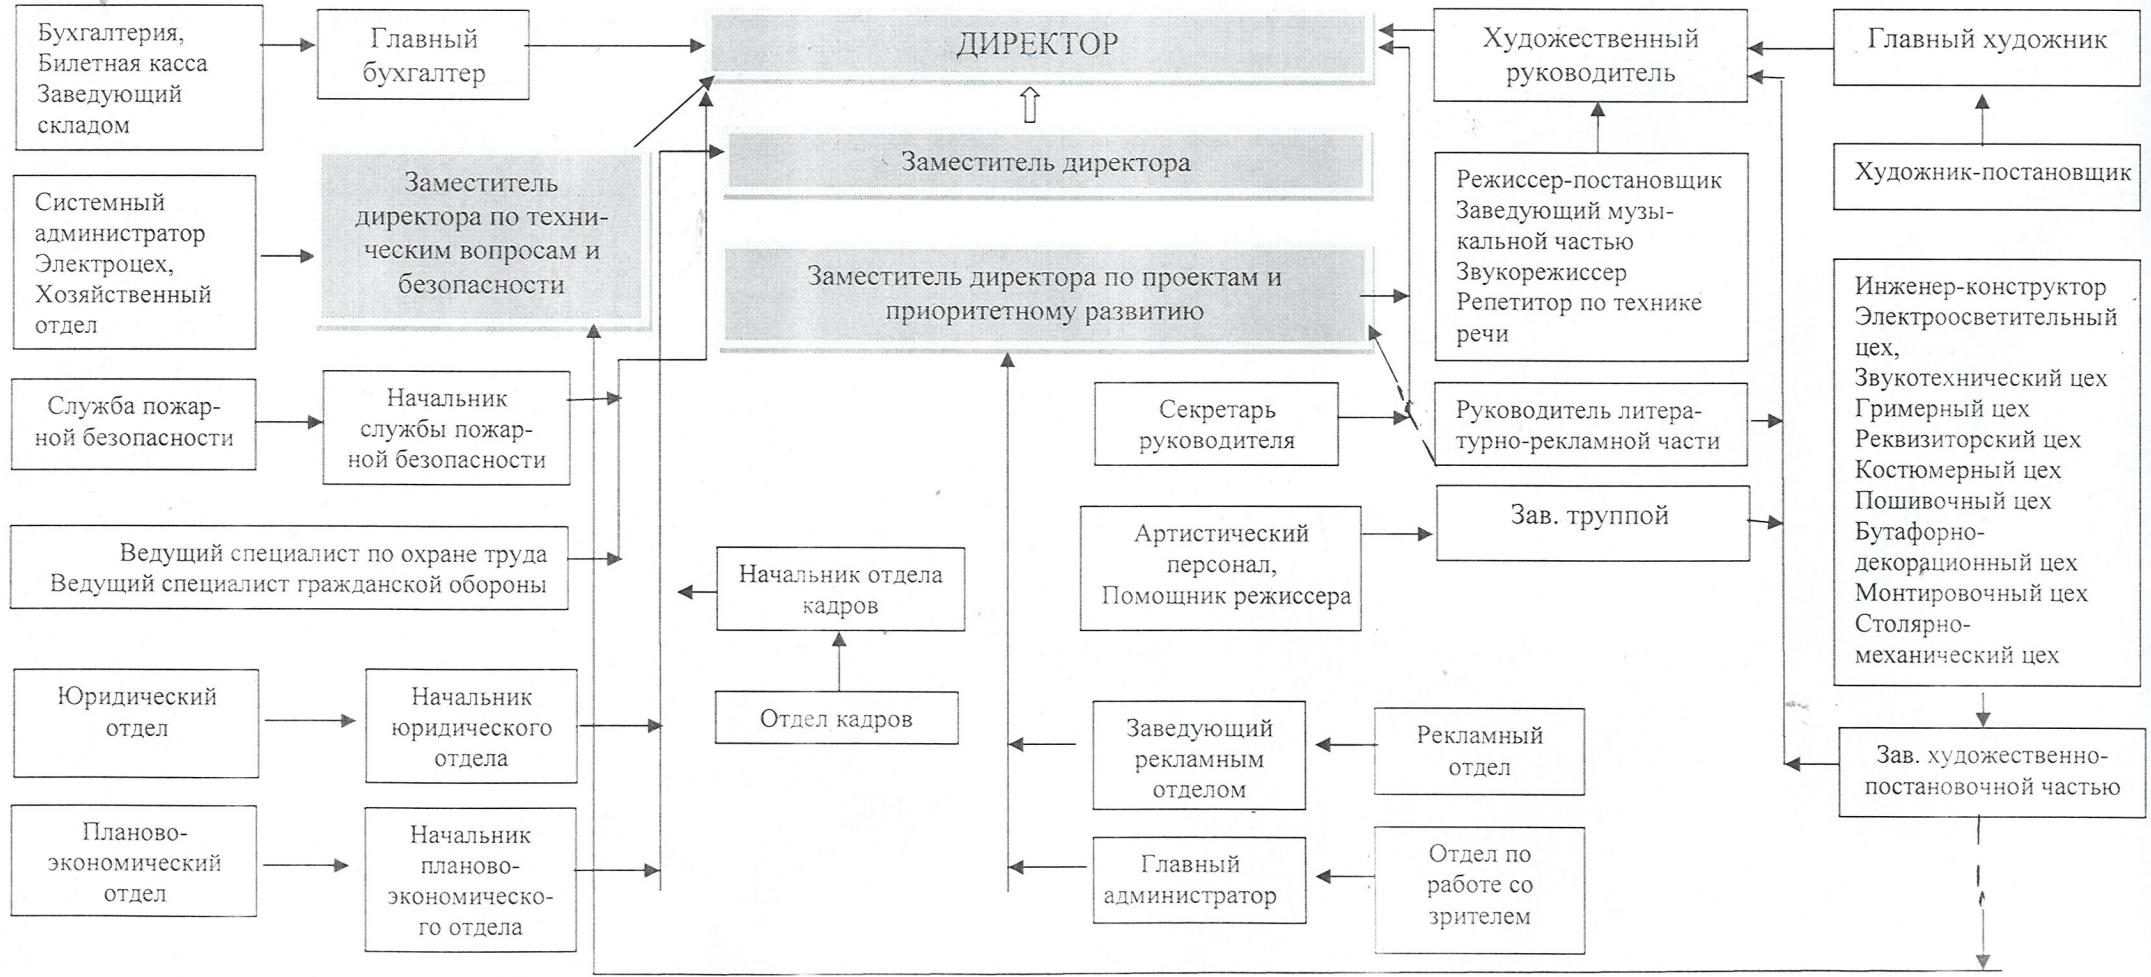 Бухгалтерия,
Билетная касса
Заведующий
складом
Главный
бухгалтер
ДИРЕКТОР
Художественный
руководитель
Главный художник
Заместитель директора
Художник-постановщик
Системный
администратор
Электроцех,
Хозяйственный
отдел
Заместитель
директора по техни-
ческим вопросам и
безопасности
Заместитель директора по проектам и
приоритетному развитию
Режиссер-постановщик
Заведующий музы-
кальной частью
Звукорежиссер
Репетитор по технике
речи
Инженер-конструктор
Электроосветительный
цех,
Звукотехнический цех
Гримерный цех
Реквизиторский цех
Костюмерный цех
Пошивочный цех
Бутафорно-
декорационный цех
Монтировочный цех
Столярно-
механический цех
Служба пожар-
ной безопасности
Начальник
службы пожар-
ной безопасности
Секретарь
руководителя
Руководитель литера-
турно-рекламной части
Ведущий специалист по охране труда
Ведущий специалист гражданской обороны
Начальник отдела
кадров
Артистический
персонал,
Помощник режиссера
Зав. труппой
Юридический
отдел
Начальник
юридического
отдела
Отдел кадров
Заведующий
рекламным
отделом
Рекламный
отдел
Зав. художественно-
постановочной частью
Планово-
экономический
отдел
Начальник
планово-
экономическо-
го отдела
Главный
администратор
Отдел по
работе со
зрителем